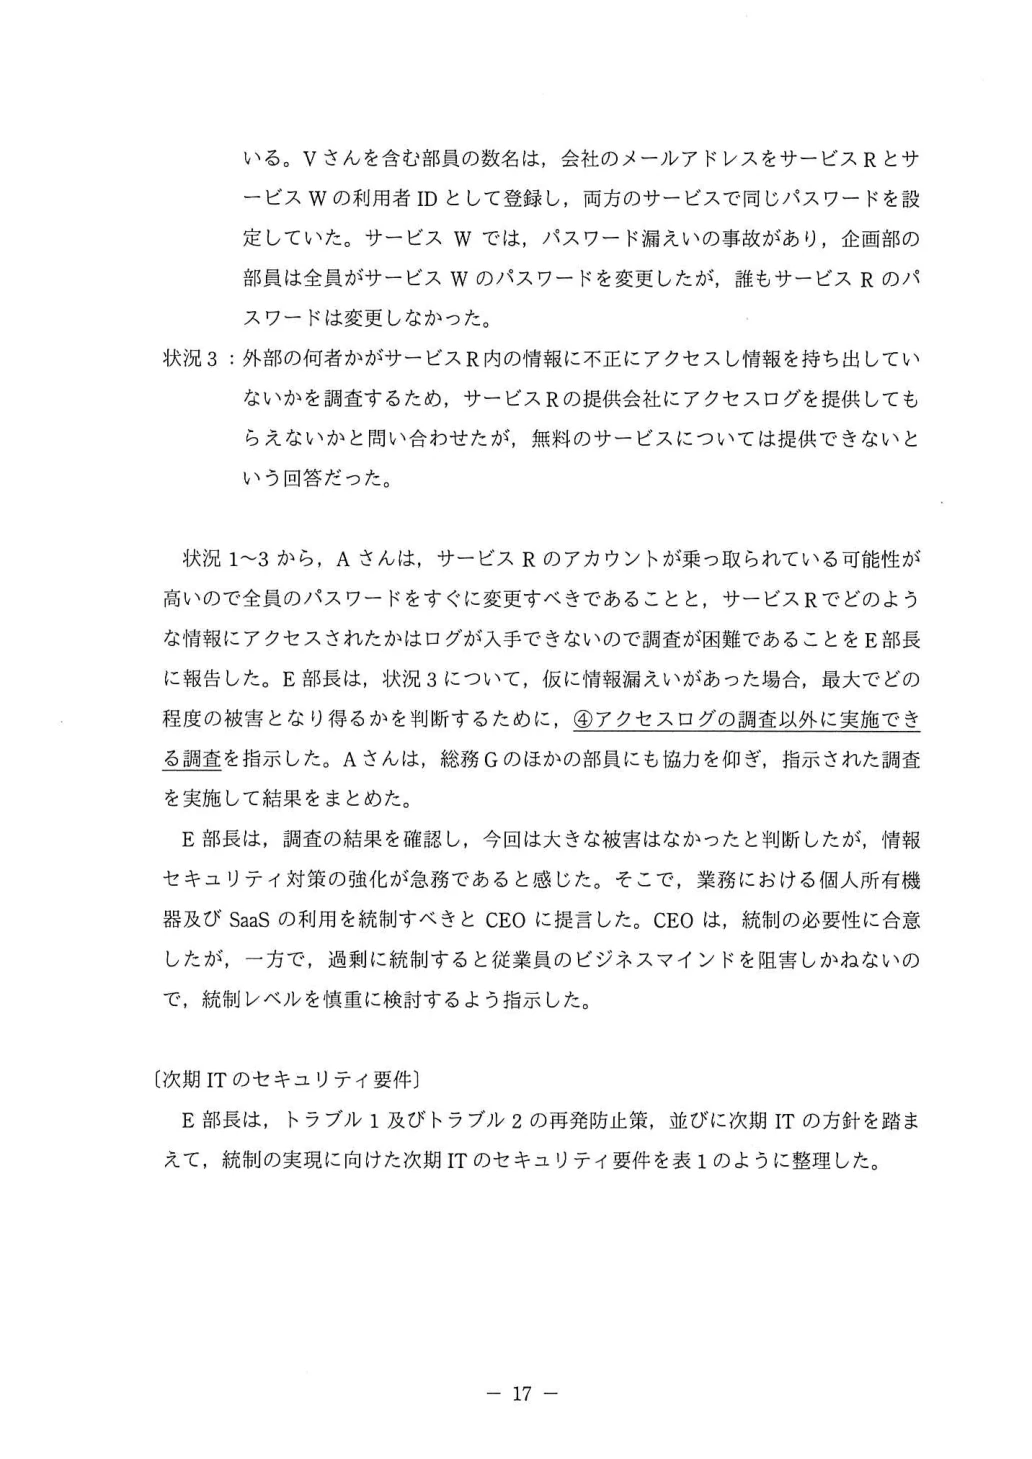 いる。Vさんを含む部員の数名は，会社のメールアドレスをサービスRとサ
ービスWの利用者IDとして登録し，両方のサービスで同じパスワードを設
定していた。サービス W では，パスワード漏えいの事故があり，企画部の
部員は全員がサービス W のパスワードを変更したが，誰もサービス R のパ
スワードは変更しなかった。
状況3：外部の何者かがサービスR内の情報に不正にアクセスし情報を持ち出してい
ないかを調査するため，サービスRの提供会社にアクセスログを提供しても
らえないかと問い合わせたが，無料のサービスについては提供できないと
いう回答だった。
状況 1～3 から，A さんは，サービス R のアカウントが乗っ取られている可能性が
高いので全員のパスワードをすぐに変更すべきであることと，サービスRでどのよう
な情報にアクセスされたかはログが入手できないので調査が困難であることをE部長
に報告した。E 部長は，状況3について，仮に情報漏えいがあった場合，最大でどの
程度の被害となり得るかを判断するために，④アクセスログの調査以外に実施でき
る調査を指示した。Aさんは，総務Gのほかの部員にも協力を仰ぎ，指示された調査
を実施して結果をまとめた。
E 部長は，調査の結果を確認し，今回は大きな被害はなかったと判断したが，情報
セキュリティ対策の強化が急務であると感じた。そこで，業務における個人所有機
器及び SaaS の利用を統制すべきと CEO に提言した。CEO は，統制の必要性に合意
したが，一方で，過剰に統制すると従業員のビジネスマインドを阻害しかねないの
で，統制レベルを慎重に検討するよう指示した。
〔次期 IT のセキュリティ要件〕
E 部長は，トラブル 1 及びトラブル 2 の再発防止策，並びに次期 IT の方針を踏ま
えて，統制の実現に向けた次期 IT のセキュリティ要件を表 1 のように整理した。
－ 17 －